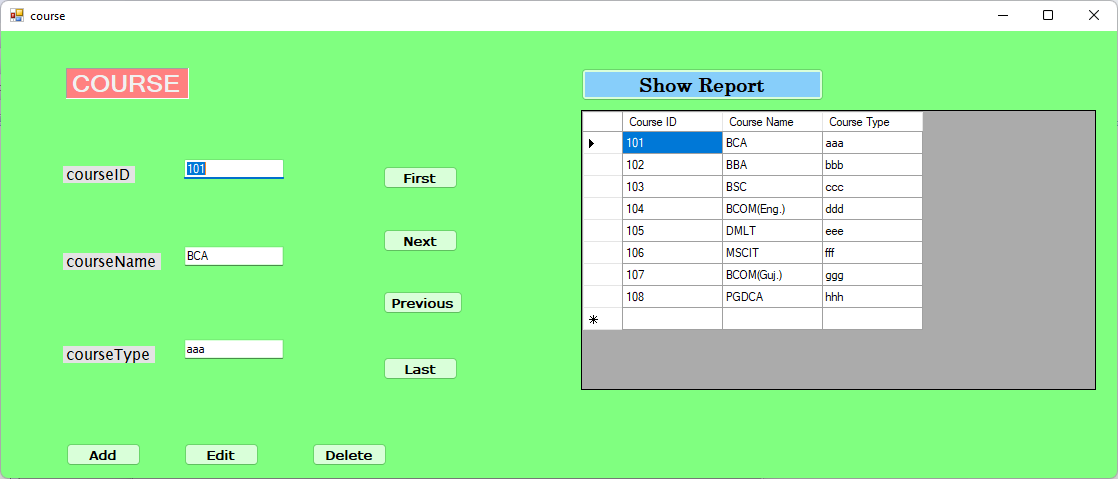 course
COURSE
Show Report
courseID 101
First
Next
courseName BCA
Previous
courseType aaa
Last
Add Edit Delete
Course ID Course Name Course Type
101 BCA aaa
102 BBA bbb
103 BSC ccc
104 BCOM(Eng.) ddd
105 DMLT eee
106 MSCIT fff
107 BCOM(Guj.) ggg
108 PGDCA hhh